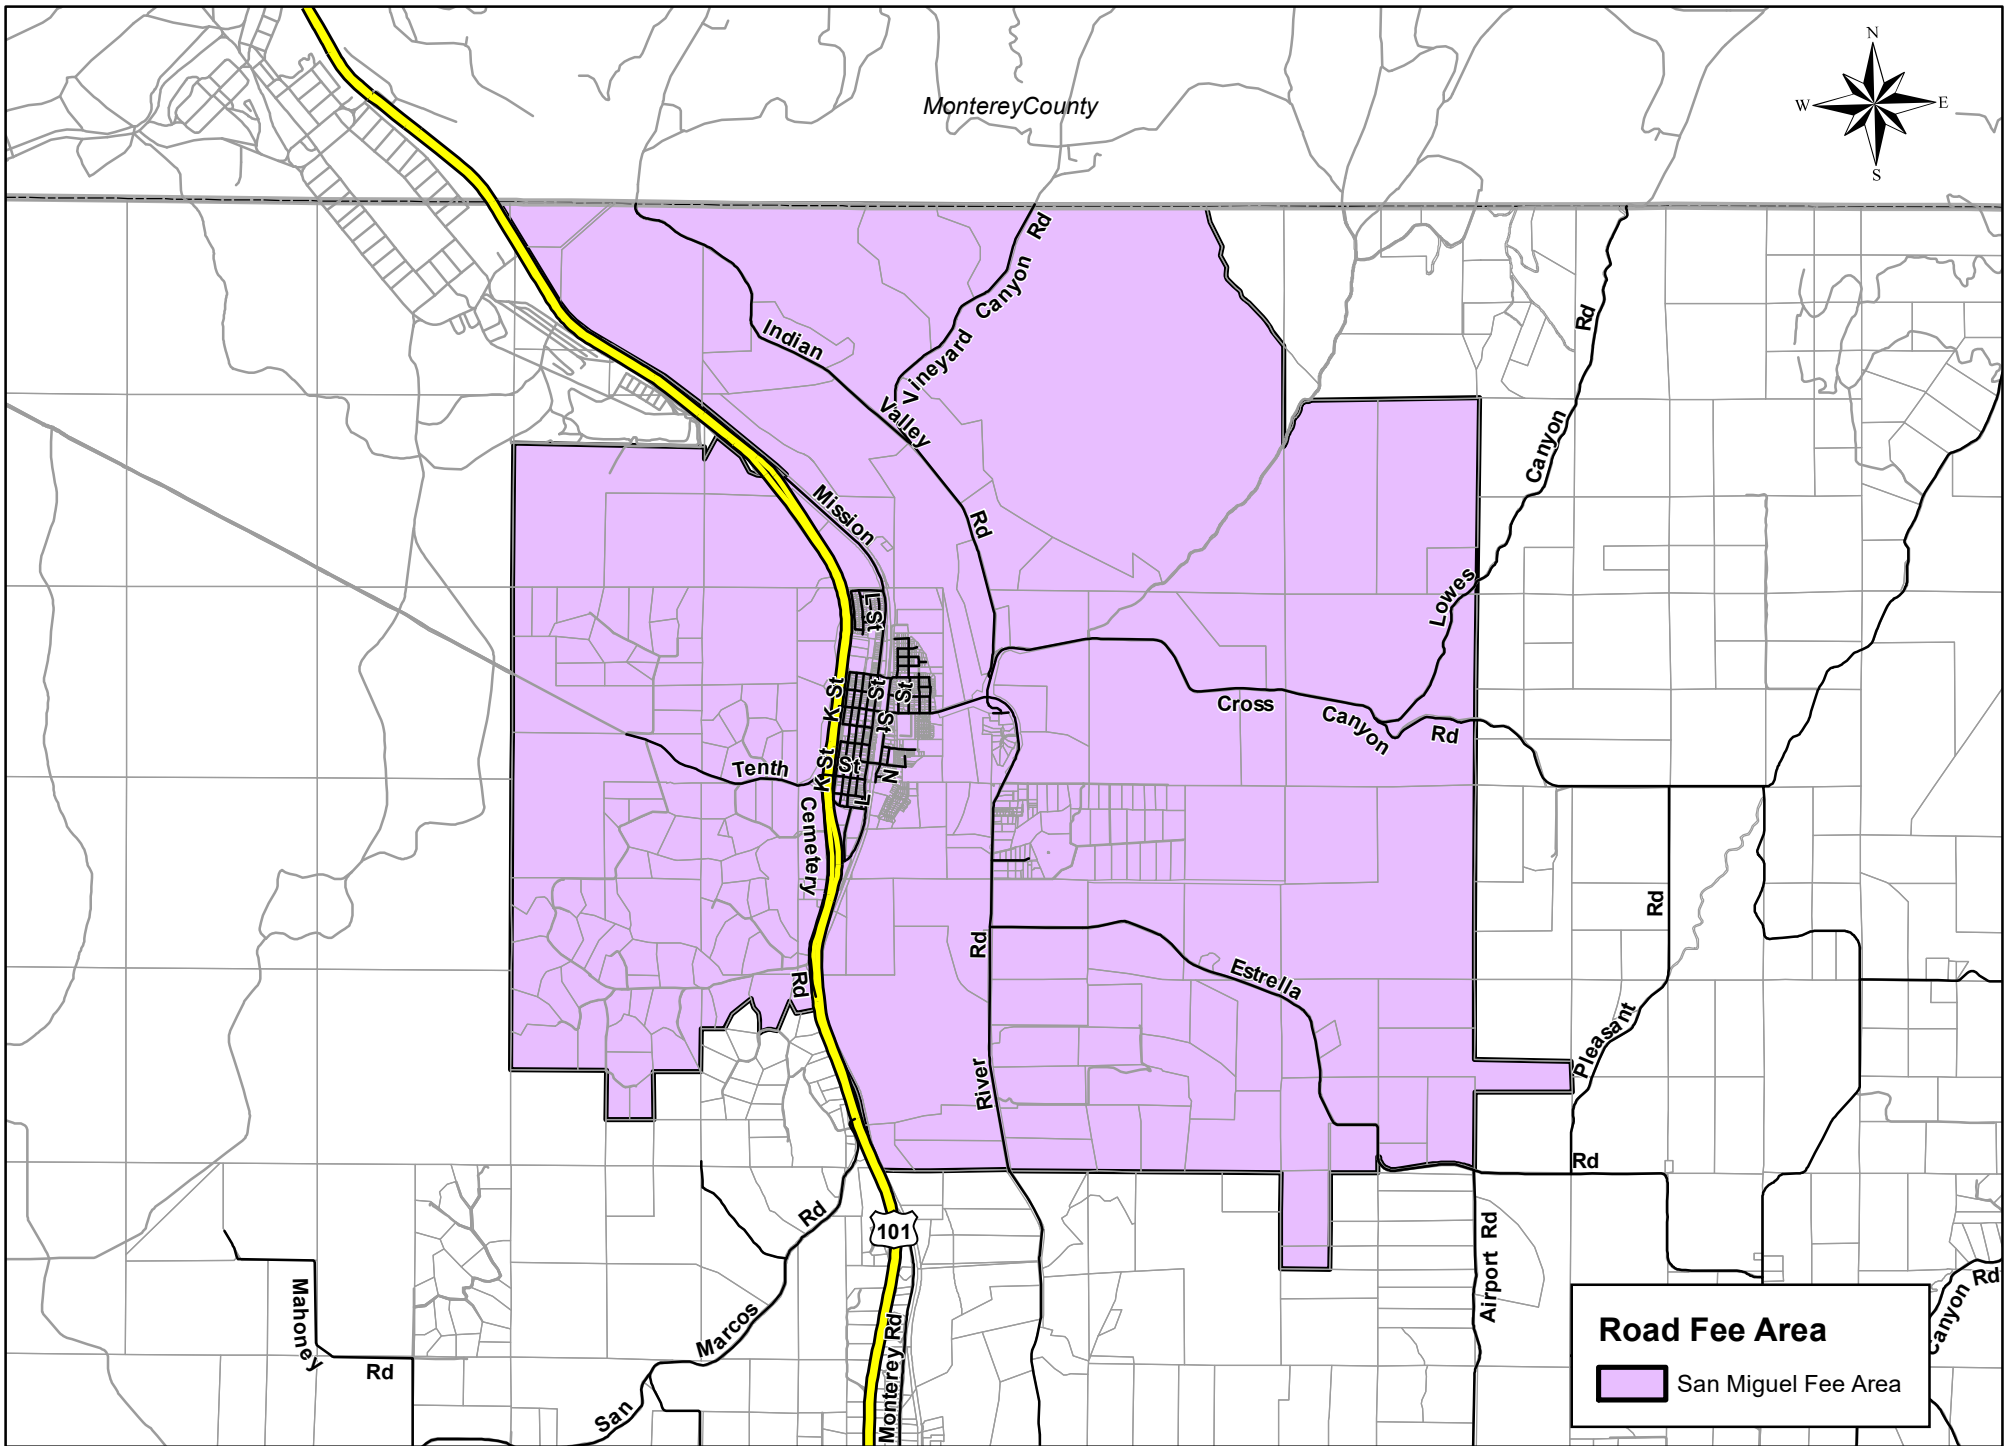 N
MontereyCounty
W
E
S
Vineyard Canyon Rd
Indian Valley Rd
Lowes Canyon Rd
Mission
L St
K St
St
St
St
Cross Canyon Rd
K St
St
N
L
Tenth
Cemetery Rd
Rd
Estrella
Pleasant
River Rd
Rd
San Marcos Rd
101
Airport Rd
Mahoney Rd
Monterey Rd
Canyon Rd
Road Fee Area
San Miguel Fee Area